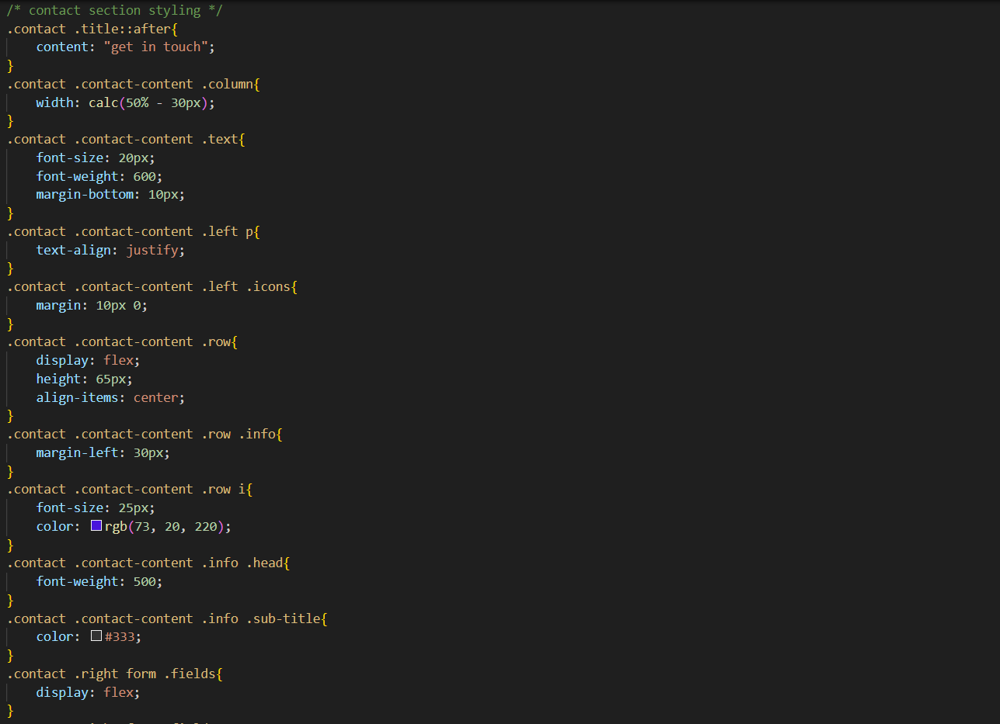 /* contact section styling */
.contact .title::after{
    content: "get in touch";
}
.contact .contact-content .column{
    width: calc(50% - 30px);
}
.contact .contact-content .text{
    font-size: 20px;
    font-weight: 600;
    margin-bottom: 10px;
}
.contact .contact-content .left p{
    text-align: justify;
}
.contact .contact-content .left .icons{
    margin: 10px 0;
}
.contact .contact-content .row{
    display: flex;
    height: 65px;
    align-items: center;
}
.contact .contact-content .row .info{
    margin-left: 30px;
}
.contact .contact-content .row i{
    font-size: 25px;
    color: rgb(73, 20, 220);
}
.contact .contact-content .info .head{
    font-weight: 500;
}
.contact .contact-content .info .sub-title{
    color: #333;
}
.contact .right form .fields{
    display: flex;
}